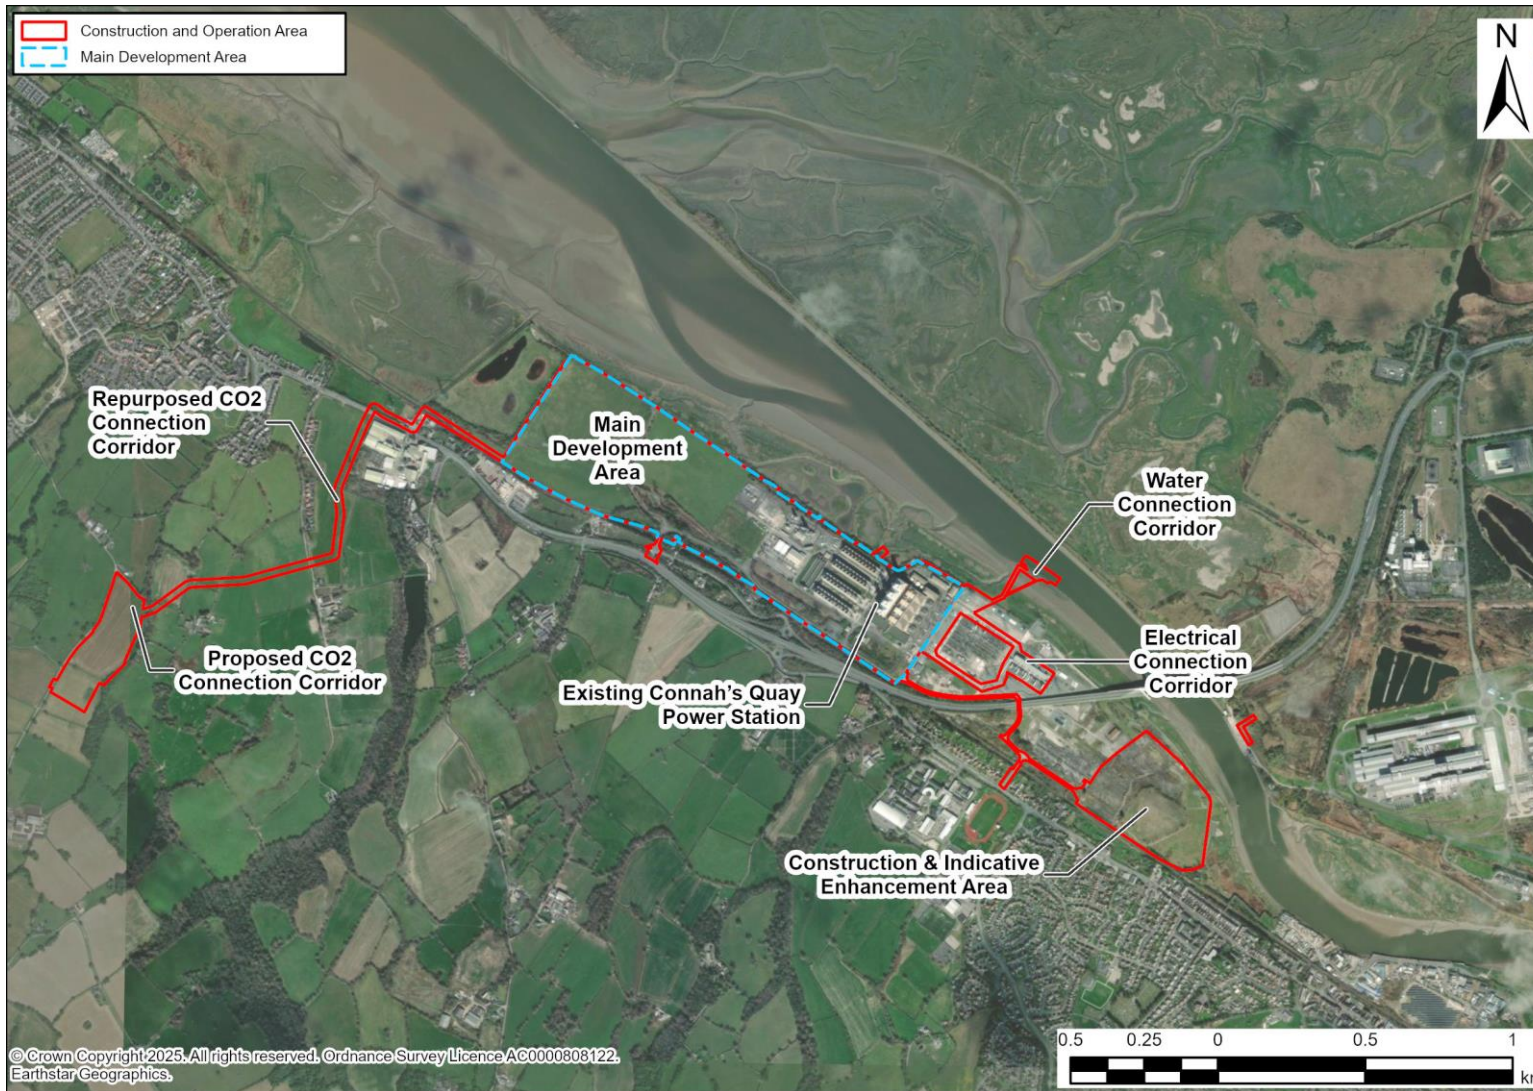 Construction and Operation Area
Main Development Area
N
Repurposed CO2
Connection
Corridor
Main
Development
Area
Water
Connection
Corridor
Proposed CO2
Connection Corridor
Electrical
Connection
Corridor
Existing Connah's Quay
Power Station
Construction & Indicative
Enhancement Area
© Crown Copyright 2025. All rights reserved. Ordnance Survey Licence AC0000808122.
Earthstar Geographics.
0.5 0.25 0 0.5 1
km